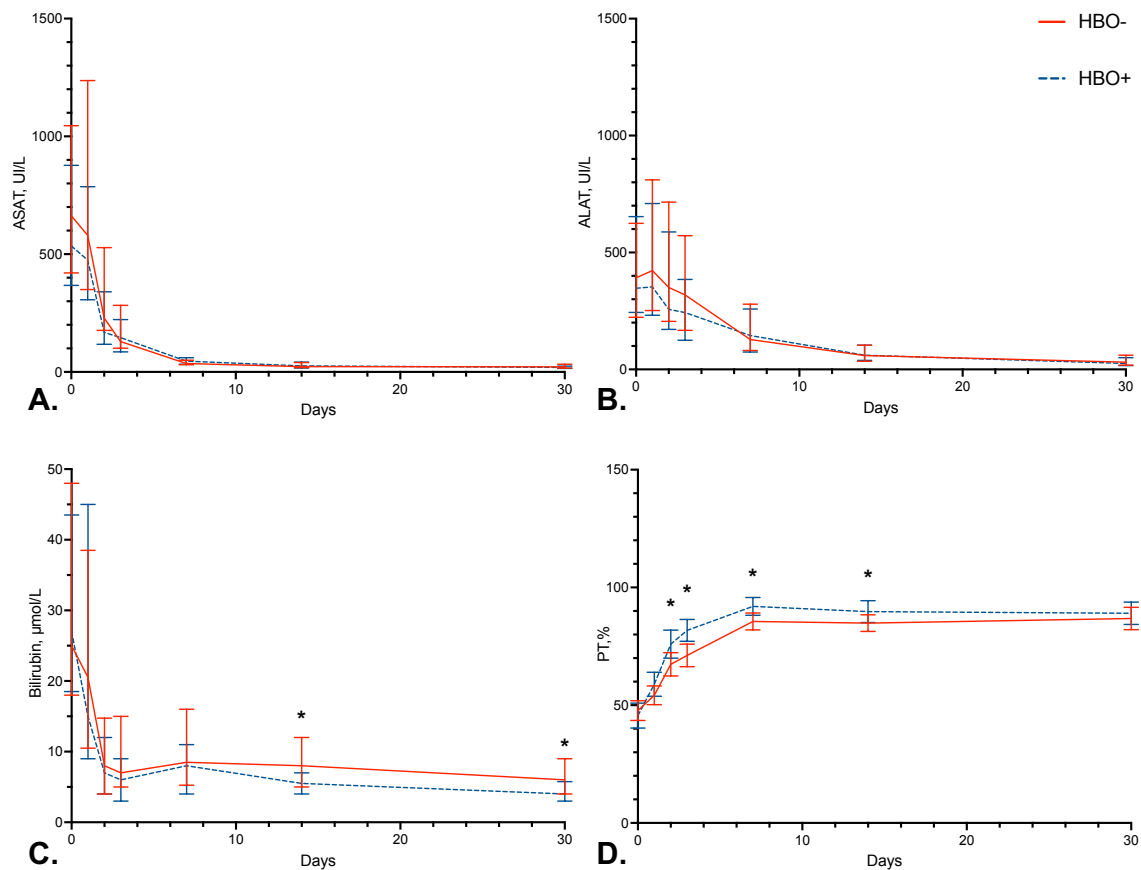 HBO-
HBO+
1500
1000
500
0
ASAT, UI/L
0 10 20 30
Days
A.
1500
1000
500
0
ALAT, UI/L
0 10 20 30
Days
B.
50
40
30
20
10
0
Bilirubin, µmol/L
* *
0 10 20 30
Days
C.
150
100
50
0
PT,%
* * * *
0 10 20 30
Days
D.